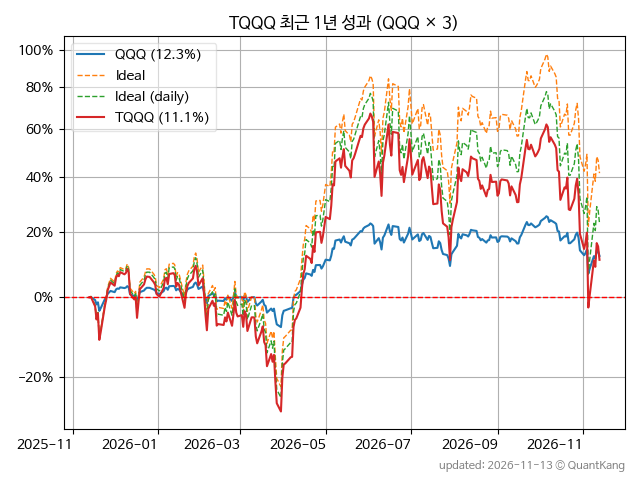 TQQQ 최근 1년 성과 (QQQ × 3)
QQQ (12.3%)
Ideal
Ideal (daily)
TQQQ (11.1%)
100%
80%
60%
40%
20%
0%
−20%
2025-11
2026-01
2026-03
2026-05
2026-07
2026-09
2026-11
updated: 2026-11-13 © QuantKang